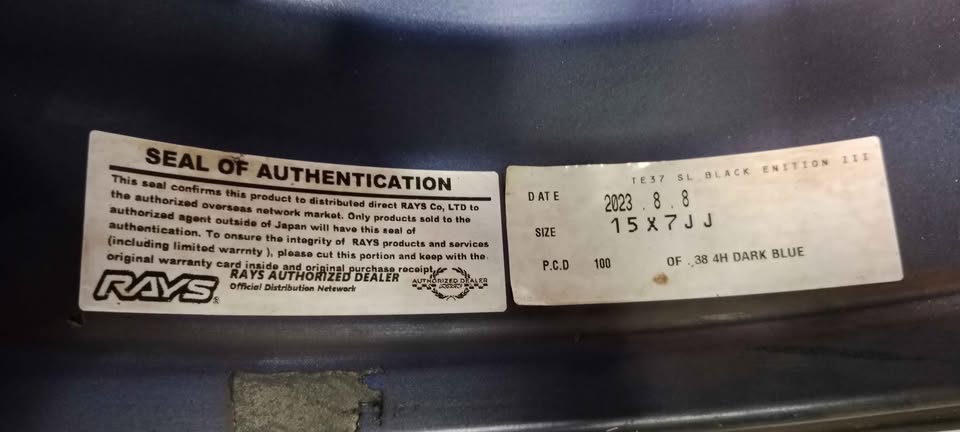 SEAL OF AUTHENTICATION
This seal confirms this product to distributed direct RAYS Co, LTD to
the authorized overseas network market. Only products sold to the
authorized agent outside of Japan will have this seal of
authentication. To onsure the integrity of RAYS products and services
(including limited warrnty ), please cut this portion and keep with the
original warranty card inside and original purchase receipt.
RAYS
RAYS AUTHORIZED DEALER
Official Distribution Netework
AUTHORIZED DEALER
TE37 SL BLACK ENITION III
DATE 2023 . 8 . 8
SIZE 15X7JJ
P.C.D 100 OF .38 4H DARK BLUE